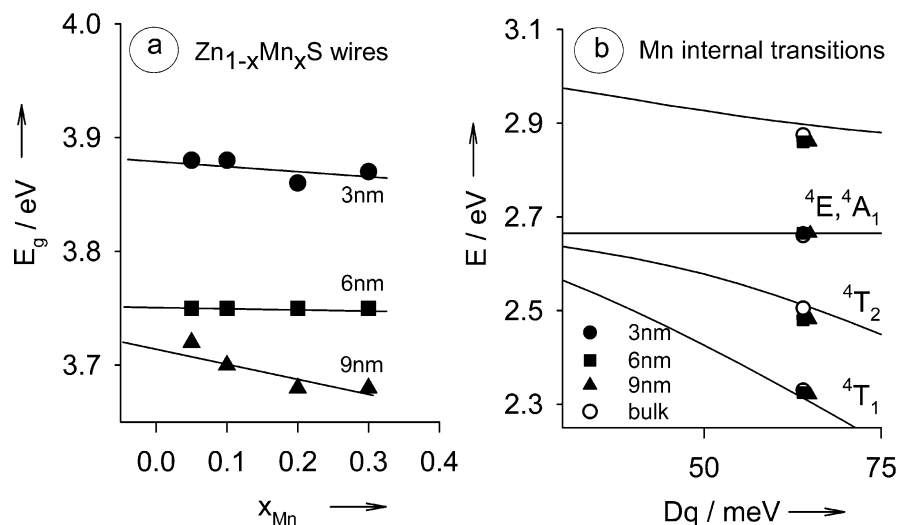 a Zn1-xMnxS wires
4.0
3.9
3.8
3.7
Eg / eV
3nm
6nm
9nm
0.0 0.1 0.2 0.3 0.4
xMn
b Mn internal transitions
3.1
2.9
2.7
2.5
2.3
E / eV
4E,4A1
4T2
4T1
3nm
6nm
9nm
bulk
50 75
Dq / meV